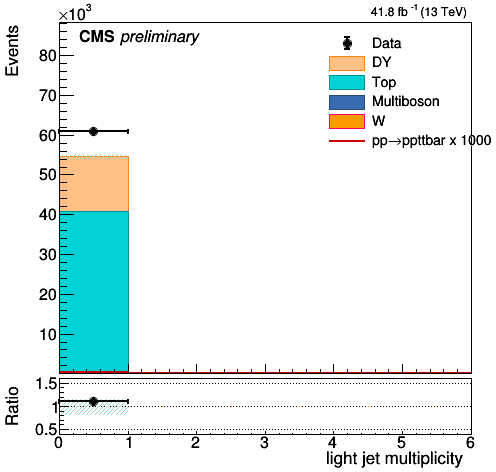 ×10³
41.8 fb⁻¹ (13 TeV)
CMS preliminary
Events
80
70
60
50
40
30
20
10
Data
DY
Top
Multiboson
W
pp→ppttbar x 1000
Ratio
1.5
1
0.5
0 1 2 3 4 5 6
light jet multiplicity